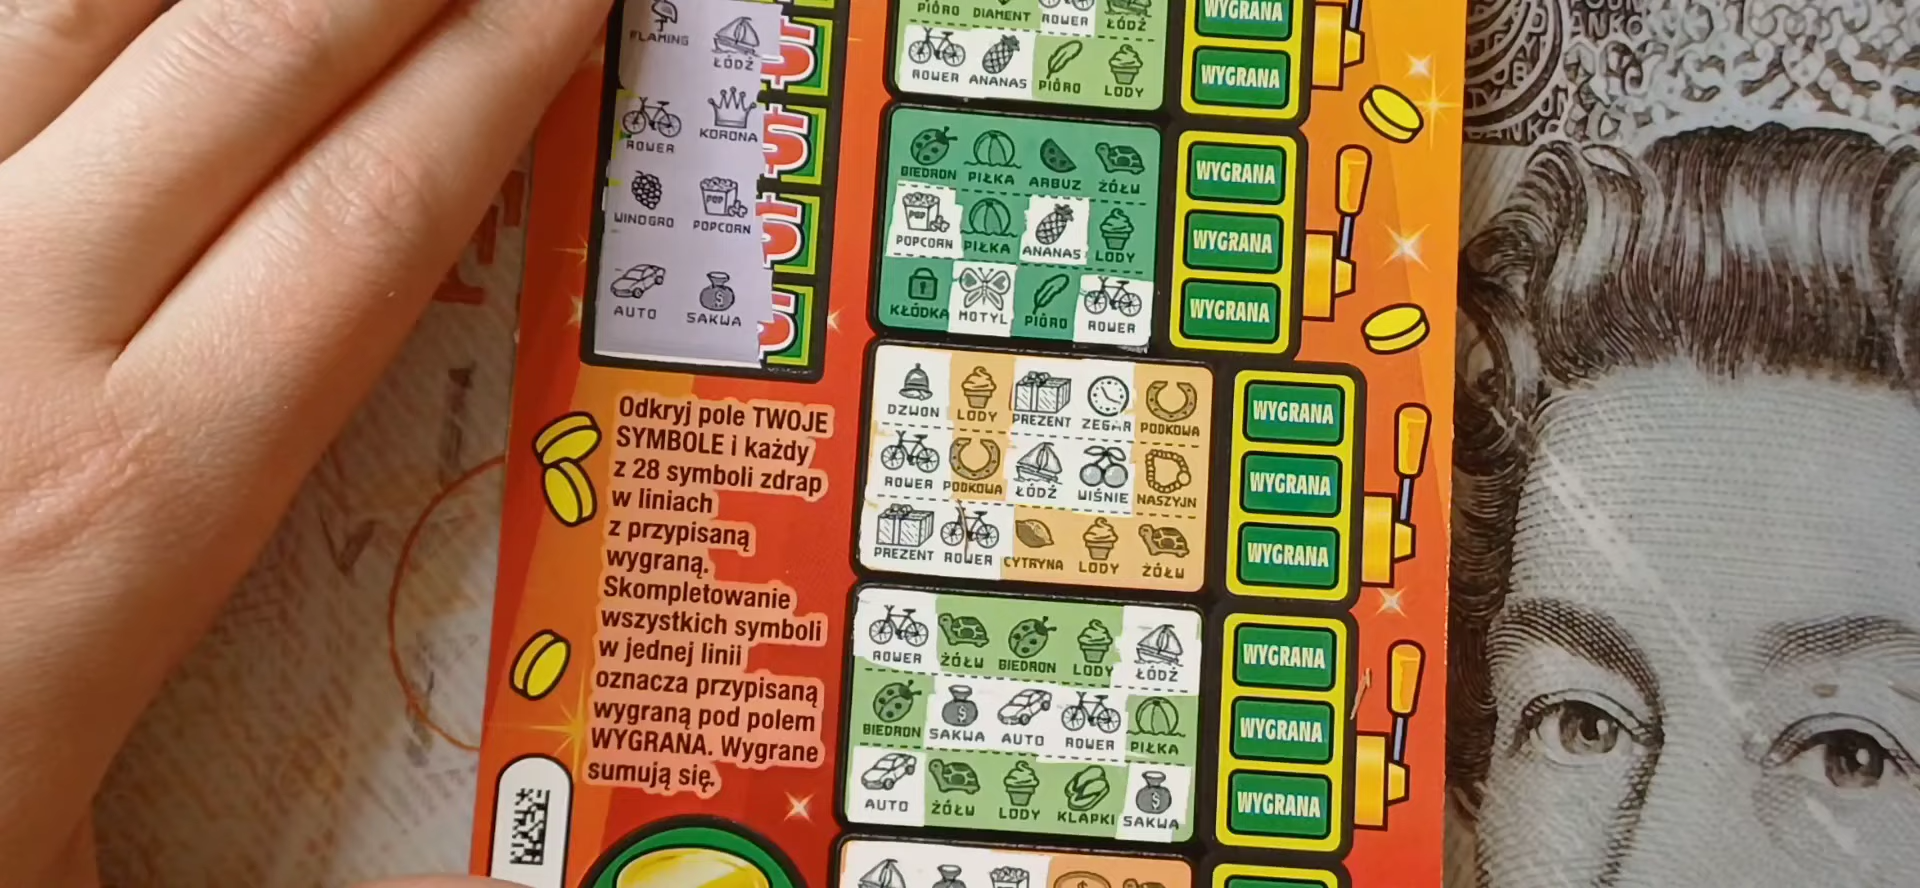 FLAMING ŁÓDŹ
ROWER KORONA
WINOGRO POPCORN
AUTO SAKWA
Odkryj pole TWOJE
SYMBOLE i każdy
z 28 symboli zdrap
w liniach
z przypisaną
wygraną.
Skompletowanie
wszystkich symboli
w jednej linii
oznacza przypisaną
wygraną pod polem
WYGRANA. Wygrane
sumują się.
PIÓRO DIAMENT ROWER ŁÓDŹ
WYGRANA
ROWER ANANAS PIÓRO LODY
WYGRANA
BIEDRON PIŁKA ARBUZ ŻÓŁW
WYGRANA
POP
POPCORN PIŁKA ANANAS LODY
WYGRANA
KŁÓDKA MOTYL PIÓRO ROWER
WYGRANA
DZWON LODY PREZENT ZEGAR PODKOWA
WYGRANA
ROWER PODKOWA ŁÓDŹ WIŚNIE NASZYJN
WYGRANA
PREZENT ROWER CYTRYNA LODY ŻÓŁW
WYGRANA
ROWER ŻÓŁW BIEDRON LODY ŁÓDŹ
WYGRANA
BIEDRON SAKWA AUTO ROWER PIŁKA
WYGRANA
AUTO ŻÓŁW LODY KLAPKI SAKWA
WYGRANA